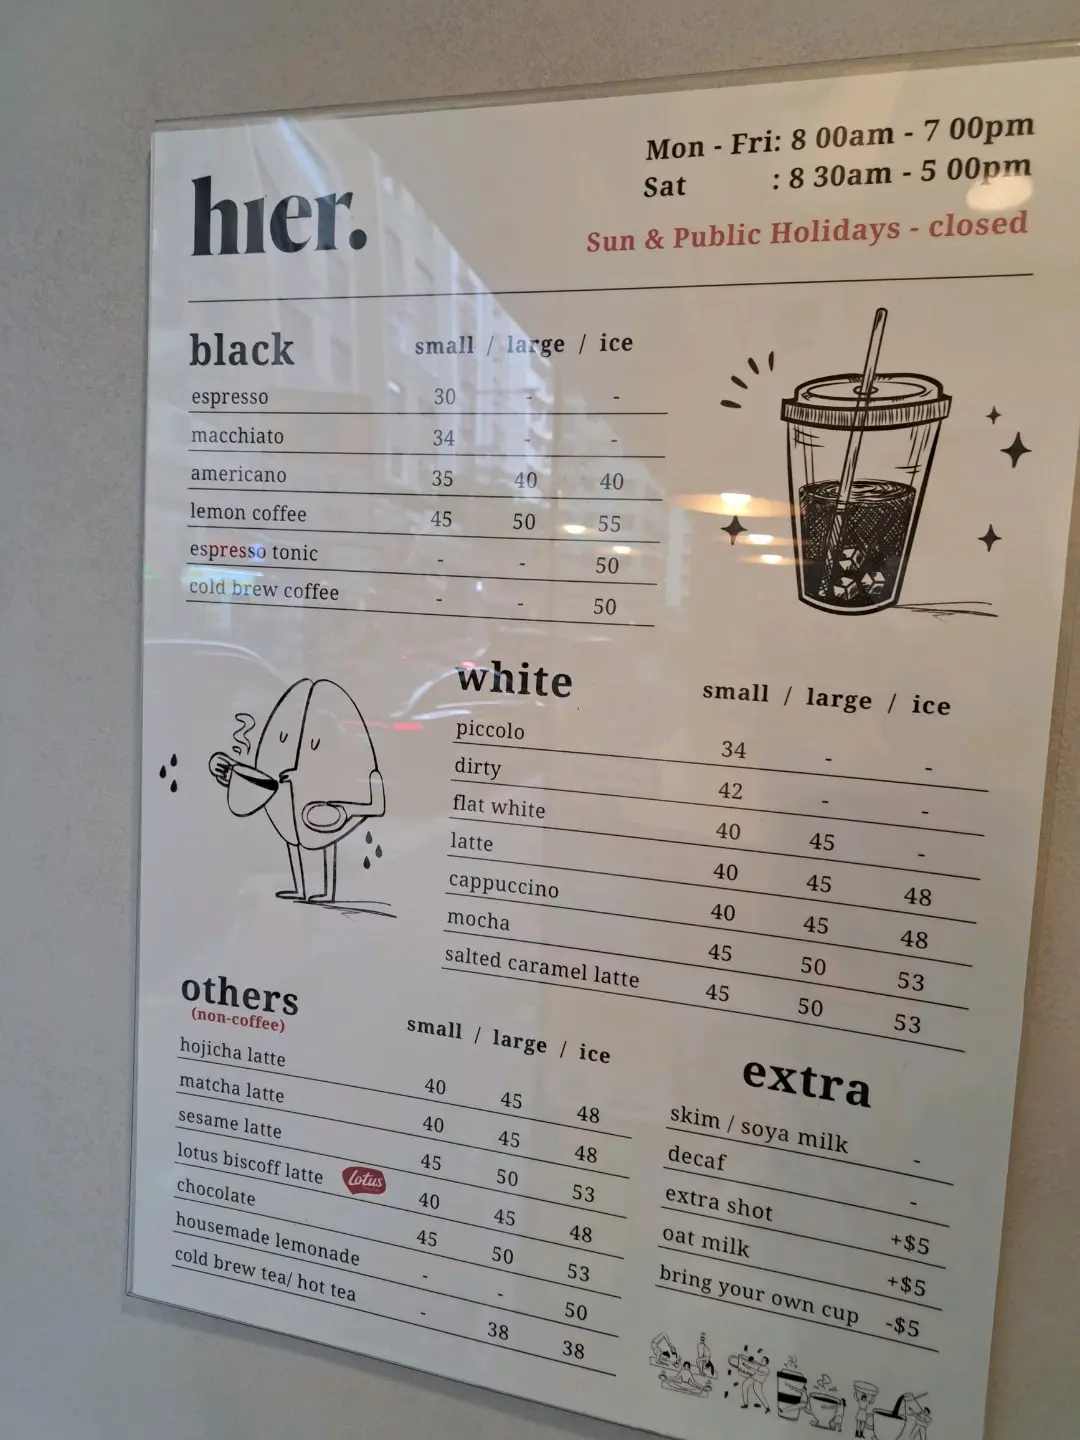 hier.
Mon - Fri: 8 00am - 7 00pm
Sat : 8 30am - 5 00pm
Sun & Public Holidays - closed
black small / large / ice
espresso 30 - -
macchiato 34 - -
americano 35 40 40
lemon coffee 45 50 55
espresso tonic - - 50
cold brew coffee - - 50
white small / large / ice
piccolo 34 - -
dirty 42 - -
flat white 40 45 -
latte 40 45 48
cappuccino 40 45 48
mocha 45 50 53
salted caramel latte 45 50 53
others
(non-coffee)
small / large / ice
hojicha latte 40 45 48
matcha latte 40 45 48
sesame latte 45 50 53
lotus biscoff latte Lotus 40 45 48
chocolate 45 50 53
housemade lemonade - - 50
cold brew tea/ hot tea - 38 38
extra
skim / soya milk -
decaf -
extra shot +$5
oat milk +$5
bring your own cup -$5